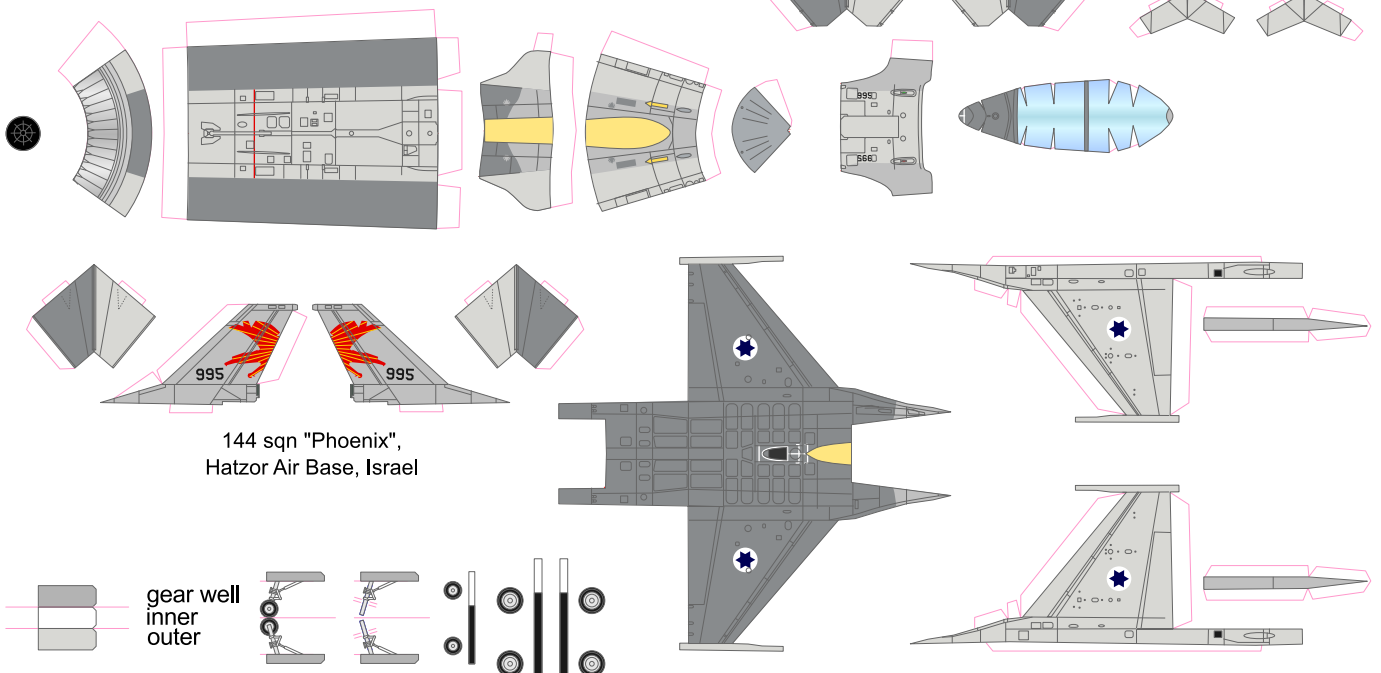 995
995
995
995
144 sqn "Phoenix",
Hatzor Air Base, Israel
gear well
inner
outer